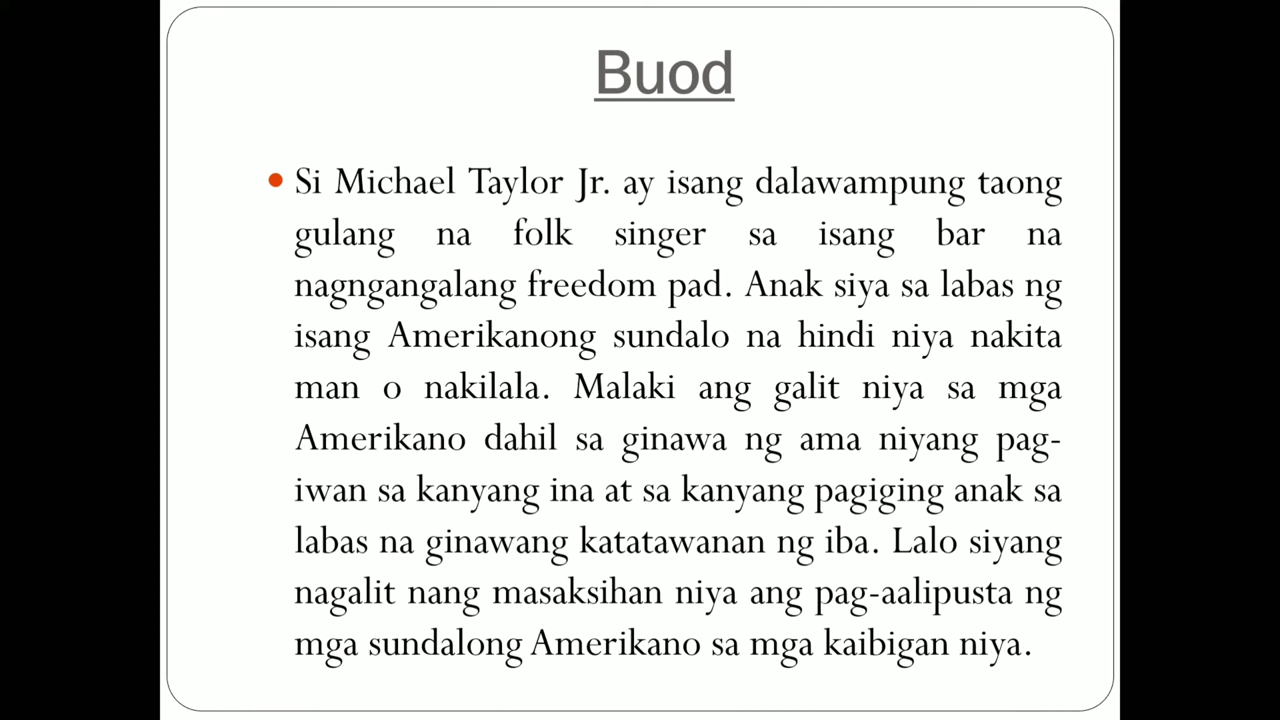 Buod
• Si Michael Taylor Jr. ay isang dalawampung taong
gulang na folk singer sa isang bar na
nagngangalang freedom pad. Anak siya sa labas ng
isang Amerikanong sundalo na hindi niya nakita
man o nakilala. Malaki ang galit niya sa mga
Amerikano dahil sa ginawa ng ama niyang pag-
iwan sa kanyang ina at sa kanyang pagiging anak sa
labas na ginawang katatawanan ng iba. Lalo siyang
nagalit nang masaksihan niya ang pag-aalipusta ng
mga sundalong Amerikano sa mga kaibigan niya.